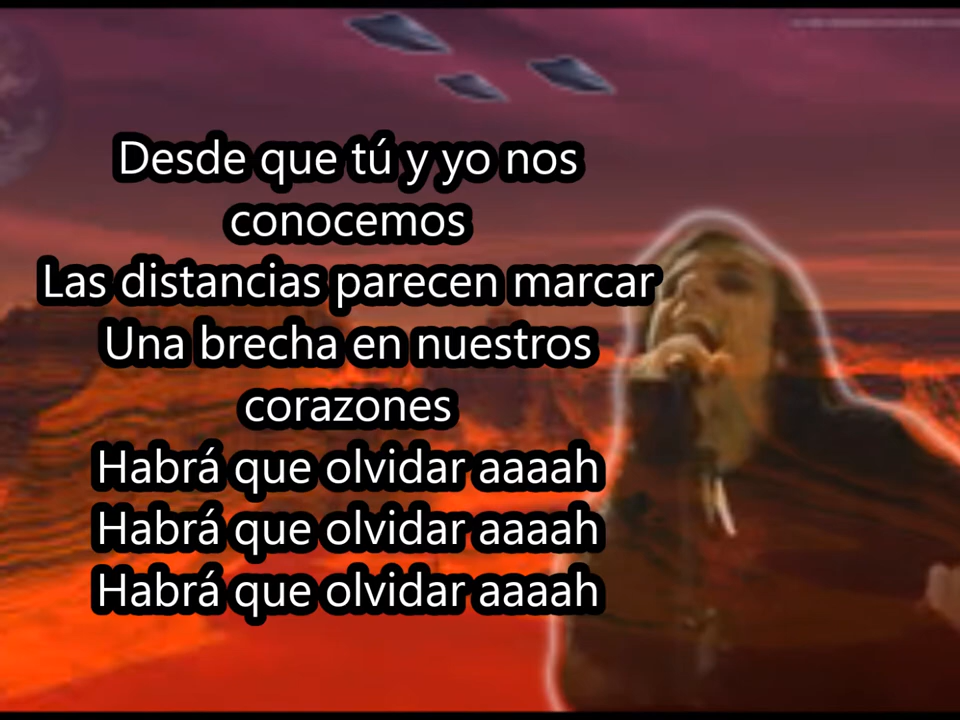 Desde que tú y yo nos
conocemos
Las distancias parecen marcar
Una brecha en nuestros
corazones
Habrá que olvidar aaaah
Habrá que olvidar aaaah
Habrá que olvidar aaaah